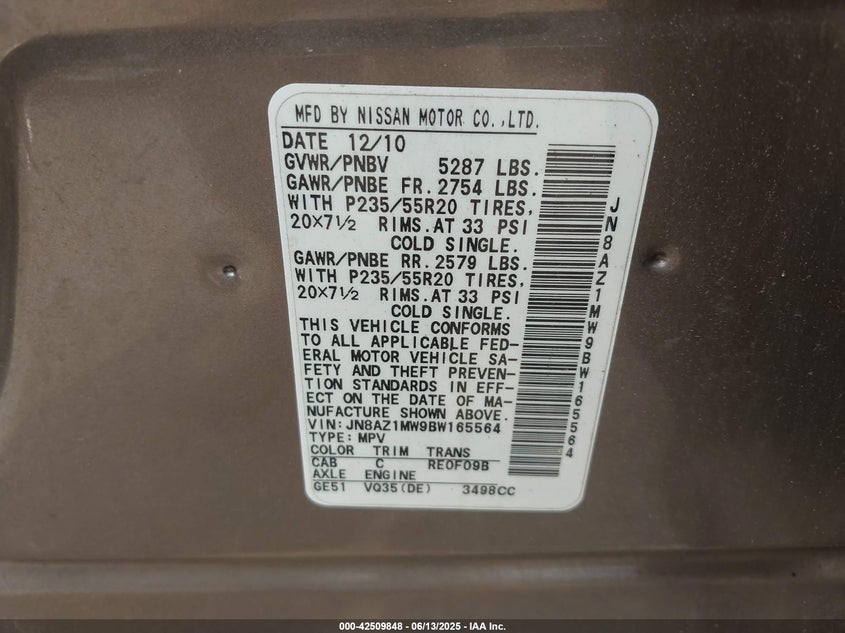 MFD BY NISSAN MOTOR CO.,LTD.
DATE 12/10
GVWR/PNBV 5287 LBS.
GAWR/PNBE FR. 2754 LBS.
WITH P235/55R20 TIRES,
20×7½ RIMS. AT 33 PSI
COLD SINGLE.
GAWR/PNBE RR. 2579 LBS.
WITH P235/55R20 TIRES,
20×7½ RIMS. AT 33 PSI
COLD SINGLE.
THIS VEHICLE CONFORMS
TO ALL APPLICABLE FED-
ERAL MOTOR VEHICLE SA-
FETY AND THEFT PREVEN-
TION STANDARDS IN EFF-
ECT ON THE DATE OF MA-
NUFACTURE SHOWN ABOVE.
VIN:JN8AZ1MW9BW165564
TYPE:MPV
COLOR TRIM TRANS
CAB C RE0F09B
AXLE ENGINE
GE51 VQ35(DE) 3498CC
JN8AZ1MW9BW165564
000-42509848 - 06/13/2025 - IAA Inc.